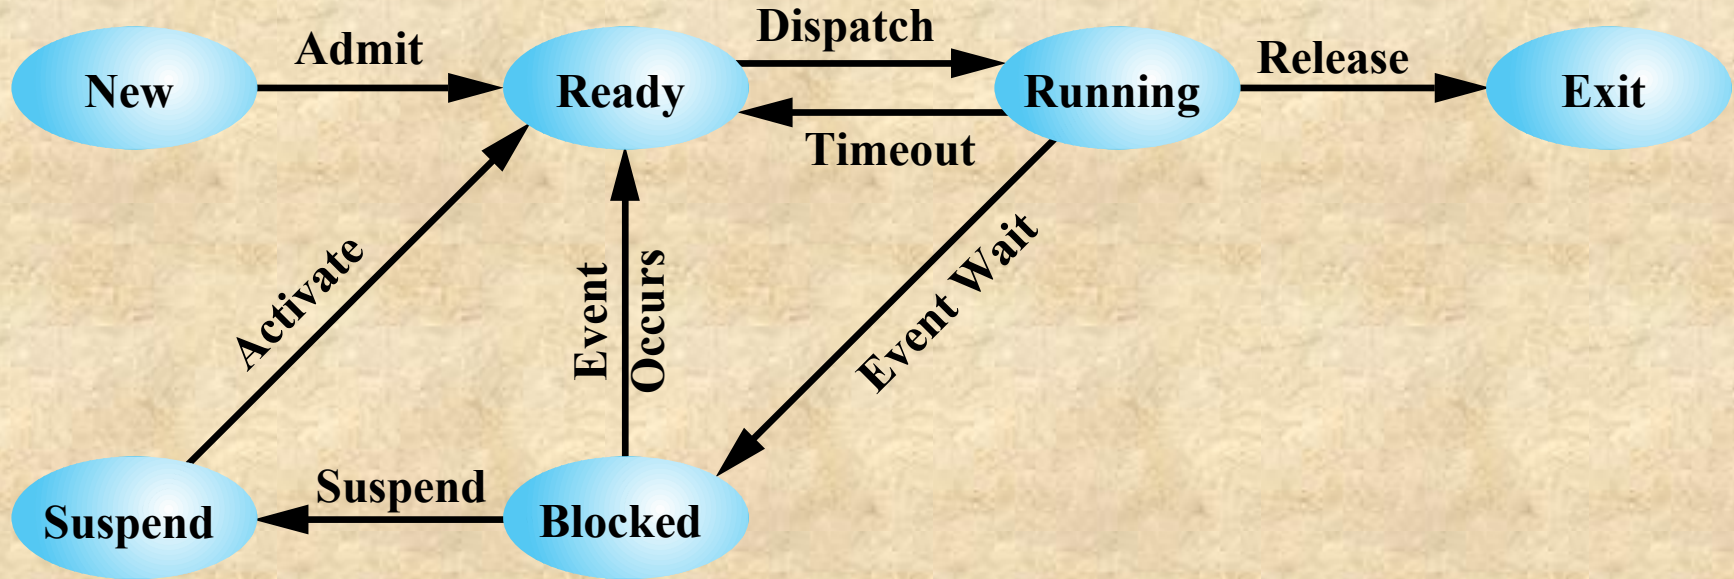 Dispatch
Admit
Release
New
Ready
Running
Exit
Timeout
Activate
Event
Occurs
Event Wait
Suspend
Suspend
Blocked